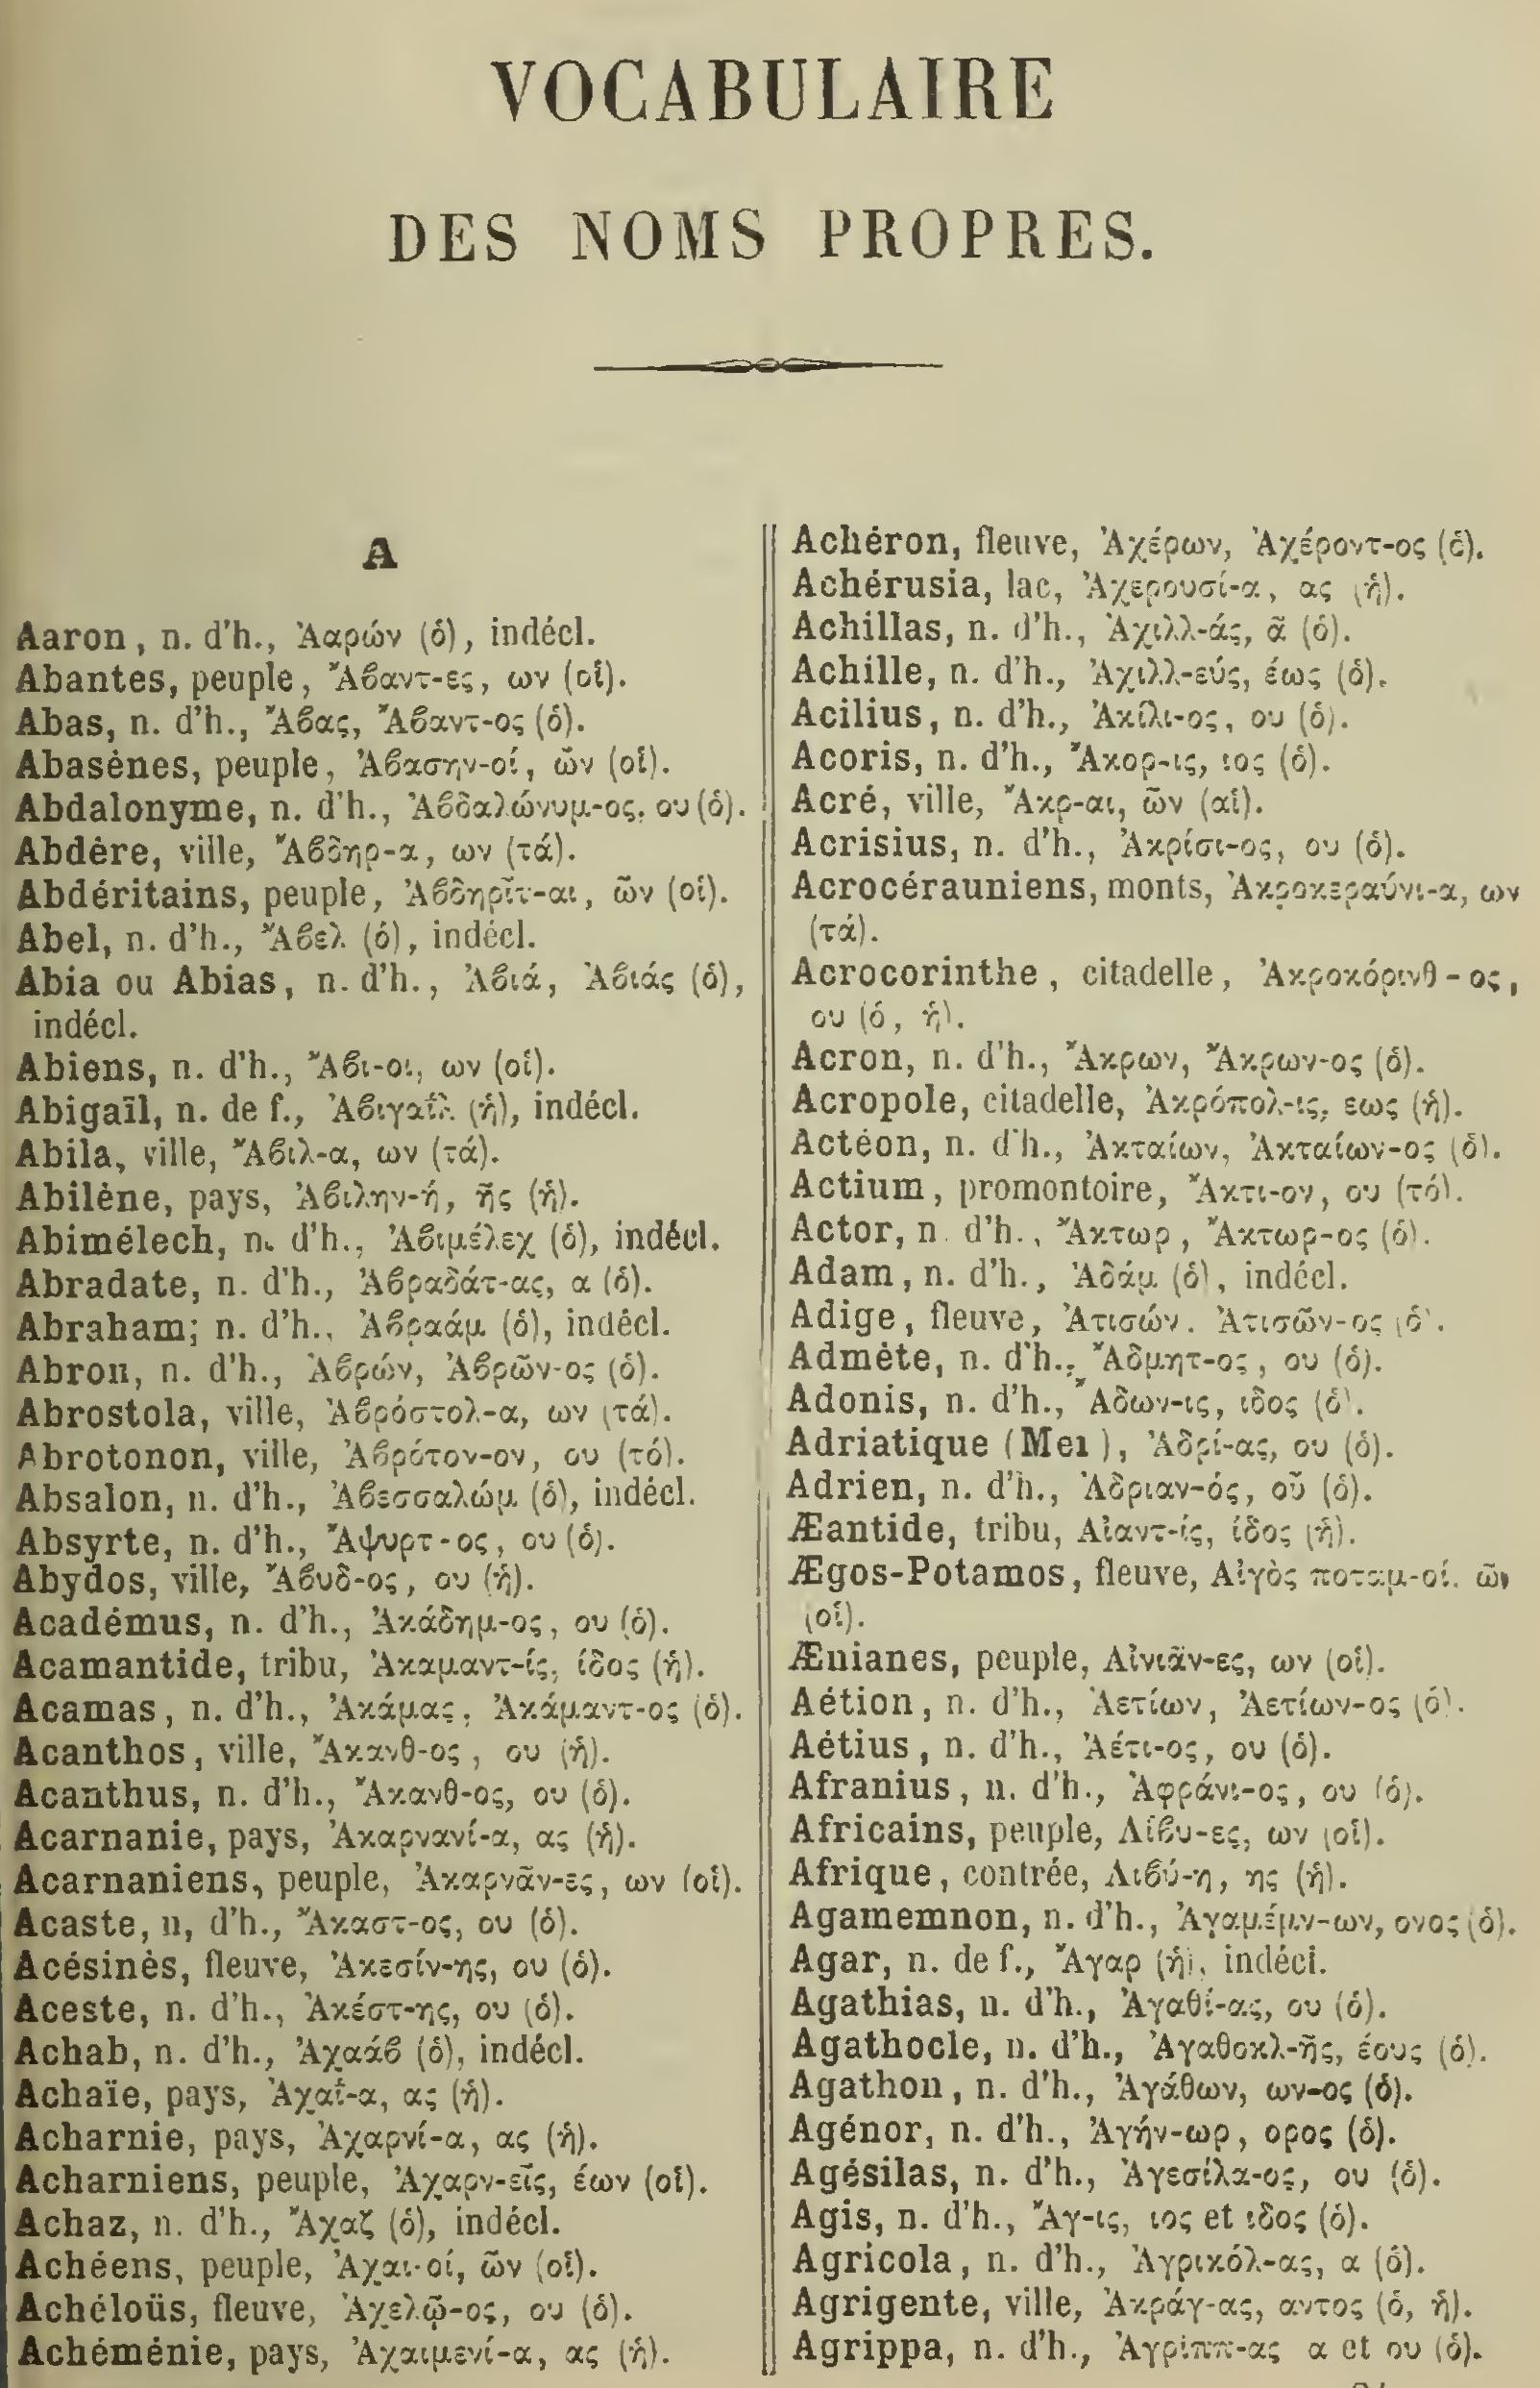 VOCABULAIRE
DES NOMS PROPRES.
A
Aaron, n. d'h., Ἀαρών (ὁ), indécl.
Abantes, peuple, Ἄϐαντ-ες, ων (οἱ).
Abas, n. d'h., Ἄϐας, Ἄϐαντ-ος (ὁ).
Abasènes, peuple, Ἀϐασην-οί, ῶν (οἱ).
Abdalonyme, n. d'h., Ἀϐδαλώνυμ-ος, ου (ὁ).
Abdère, ville, Ἄϐδηρ-α, ων (τά).
Abdéritains, peuple, Ἀϐδηρῖτ-αι, ῶν (οἱ).
Abel, n. d'h., Ἄϐελ (ὁ), indécl.
Abia ou Abias, n. d'h., Ἀϐιά, Ἀϐιάς (ὁ),
indécl.
Abiens, n. d'h., Ἄϐι-οι, ων (οἱ).
Abigaïl, n. de f., Ἀϐιγαΐλ (ἡ), indécl.
Abila, ville, Ἄϐιλ-α, ων (τά).
Abilène, pays, Ἀϐιλην-ή, ῆς (ἡ).
Abimélech, n. d'h., Ἀϐιμέλεχ (ὁ), indécl.
Abradate, n. d'h., Ἀϐραδάτ-ας, α (ὁ).
Abraham; n. d'h., Ἀϐραάμ (ὁ), indécl.
Abron, n. d'h., Ἀϐρών, Ἀϐρῶν-ος (ὁ).
Abrostola, ville, Ἀϐρόστολ-α, ων (τά).
Abrotonon, ville, Ἀϐρότον-ον, ου (τό).
Absalon, n. d'h., Ἀϐεσσαλώμ (ὁ), indécl.
Absyrte, n. d'h., Ἄψυρτ-ος, ου (ὁ).
Abydos, ville, Ἄϐυδ-ος, ου (ἡ).
Académus, n. d'h., Ἀκάδημ-ος, ου (ὁ).
Acamantide, tribu, Ἀκαμαντ-ίς, ίδος (ἡ).
Acamas, n. d'h., Ἀκάμας, Ἀκάμαντ-ος (ὁ).
Acanthos, ville, Ἄκανθ-ος, ου (ἡ).
Acanthus, n. d'h., Ἄκανθ-ος, ου (ὁ).
Acarnanie, pays, Ἀκαρνανί-α, ας (ἡ).
Acarnaniens, peuple, Ἀκαρνᾶν-ες, ων (οἱ).
Acaste, n, d'h., Ἄκαστ-ος, ου (ὁ).
Acésinès, fleuve, Ἀκεσίν-ης, ου (ὁ).
Aceste, n. d'h., Ἀκέστ-ης, ου (ὁ).
Achab, n. d'h., Ἀχαάϐ (ὁ), indécl.
Achaïe, pays, Ἀχαΐ-α, ας (ἡ).
Acharnie, pays, Ἀχαρνί-α, ας (ἡ).
Acharniens, peuple, Ἀχαρν-εῖς, έων (οἱ).
Achaz, n. d'h., Ἄχαζ (ὁ), indécl.
Achéens, peuple, Ἀχαι-οί, ῶν (οἱ).
Achéloüs, fleuve, Ἀχελῷ-ος, ου (ὁ).
Achéménie, pays, Ἀχαιμενί-α, ας (ἡ).
Achéron, fleuve, Ἀχέρων, Ἀχέροντ-ος (ὁ).
Achérusia, lac, Ἀχερουσί-α, ας (ἡ).
Achillas, n. d'h., Ἀχιλλ-άς, ᾶ (ὁ).
Achille, n. d'h., Ἀχιλλ-εύς, έως (ὁ).
Acilius, n. d'h., Ἀκίλι-ος, ου (ὁ).
Acoris, n. d'h., Ἄκορ-ις, ιος (ὁ).
Acré, ville, Ἄκρ-αι, ῶν (αἱ).
Acrisius, n. d'h., Ἀκρίσι-ος, ου (ὁ).
Acrocérauniens, monts, Ἀκροκεραύνι-α, ων
(τά).
Acrocorinthe, citadelle, Ἀκροκόρινθ-ος,
ου (ὁ, ἡ).
Acron, n. d'h., Ἄκρων, Ἄκρων-ος (ὁ).
Acropole, citadelle, Ἀκρόπολ-ις, εως (ἡ).
Actéon, n. d'h., Ἀκταίων, Ἀκταίων-ος (ὁ).
Actium, promontoire, Ἄκτι-ον, ου (τό).
Actor, n. d'h., Ἄκτωρ, Ἄκτωρ-ος (ὁ).
Adam, n. d'h., Ἀδάμ (ὁ), indécl.
Adige, fleuve, Ἀτισών. Ἀτισῶν-ος (ὁ).
Admète, n. d'h., Ἄδμητ-ος, ου (ὁ).
Adonis, n. d'h., Ἄδων-ις, ιδος (ὁ).
Adriatique (Mer), Ἀδρί-ας, ου (ὁ).
Adrien, n. d'h., Ἀδριαν-ός, οῦ (ὁ).
Æantide, tribu, Αἰαντ-ίς, ίδος (ἡ).
Ægos-Potamos, fleuve, Αἰγὸς ποταμ-οί, ῶν
(οἱ).
Ænianes, peuple, Αἰνιᾶν-ες, ων (οἱ).
Aétion, n. d'h., Ἀετίων, Ἀετίων-ος (ὁ).
Aétius, n. d'h., Ἀέτι-ος, ου (ὁ).
Afranius, n. d'h., Ἀφράνι-ος, ου (ὁ).
Africains, peuple, Λίϐυ-ες, ων (οἱ).
Afrique, contrée, Λιϐύ-η, ης (ἡ).
Agamemnon, n. d'h., Ἀγαμέμν-ων, ονος (ὁ).
Agar, n. de f., Ἄγαρ (ἡ), indécl.
Agathias, n. d'h., Ἀγαθί-ας, ου (ὁ).
Agathocle, n. d'h., Ἀγαθοκλ-ῆς, έους (ὁ).
Agathon, n. d'h., Ἀγάθων, ων-ος (ὁ).
Agénor, n. d'h., Ἀγήν-ωρ, ορος (ὁ).
Agésilas, n. d'h., Ἀγεσίλα-ος, ου (ὁ).
Agis, n. d'h., Ἄγ-ις, ιος et ιδος (ὁ).
Agricola, n. d'h., Ἀγρικόλ-ας, α (ὁ).
Agrigente, ville, Ἀκράγ-ας, αντος (ὁ, ἡ).
Agrippa, n. d'h., Ἀγρίππ-ας α et ου (ὁ).